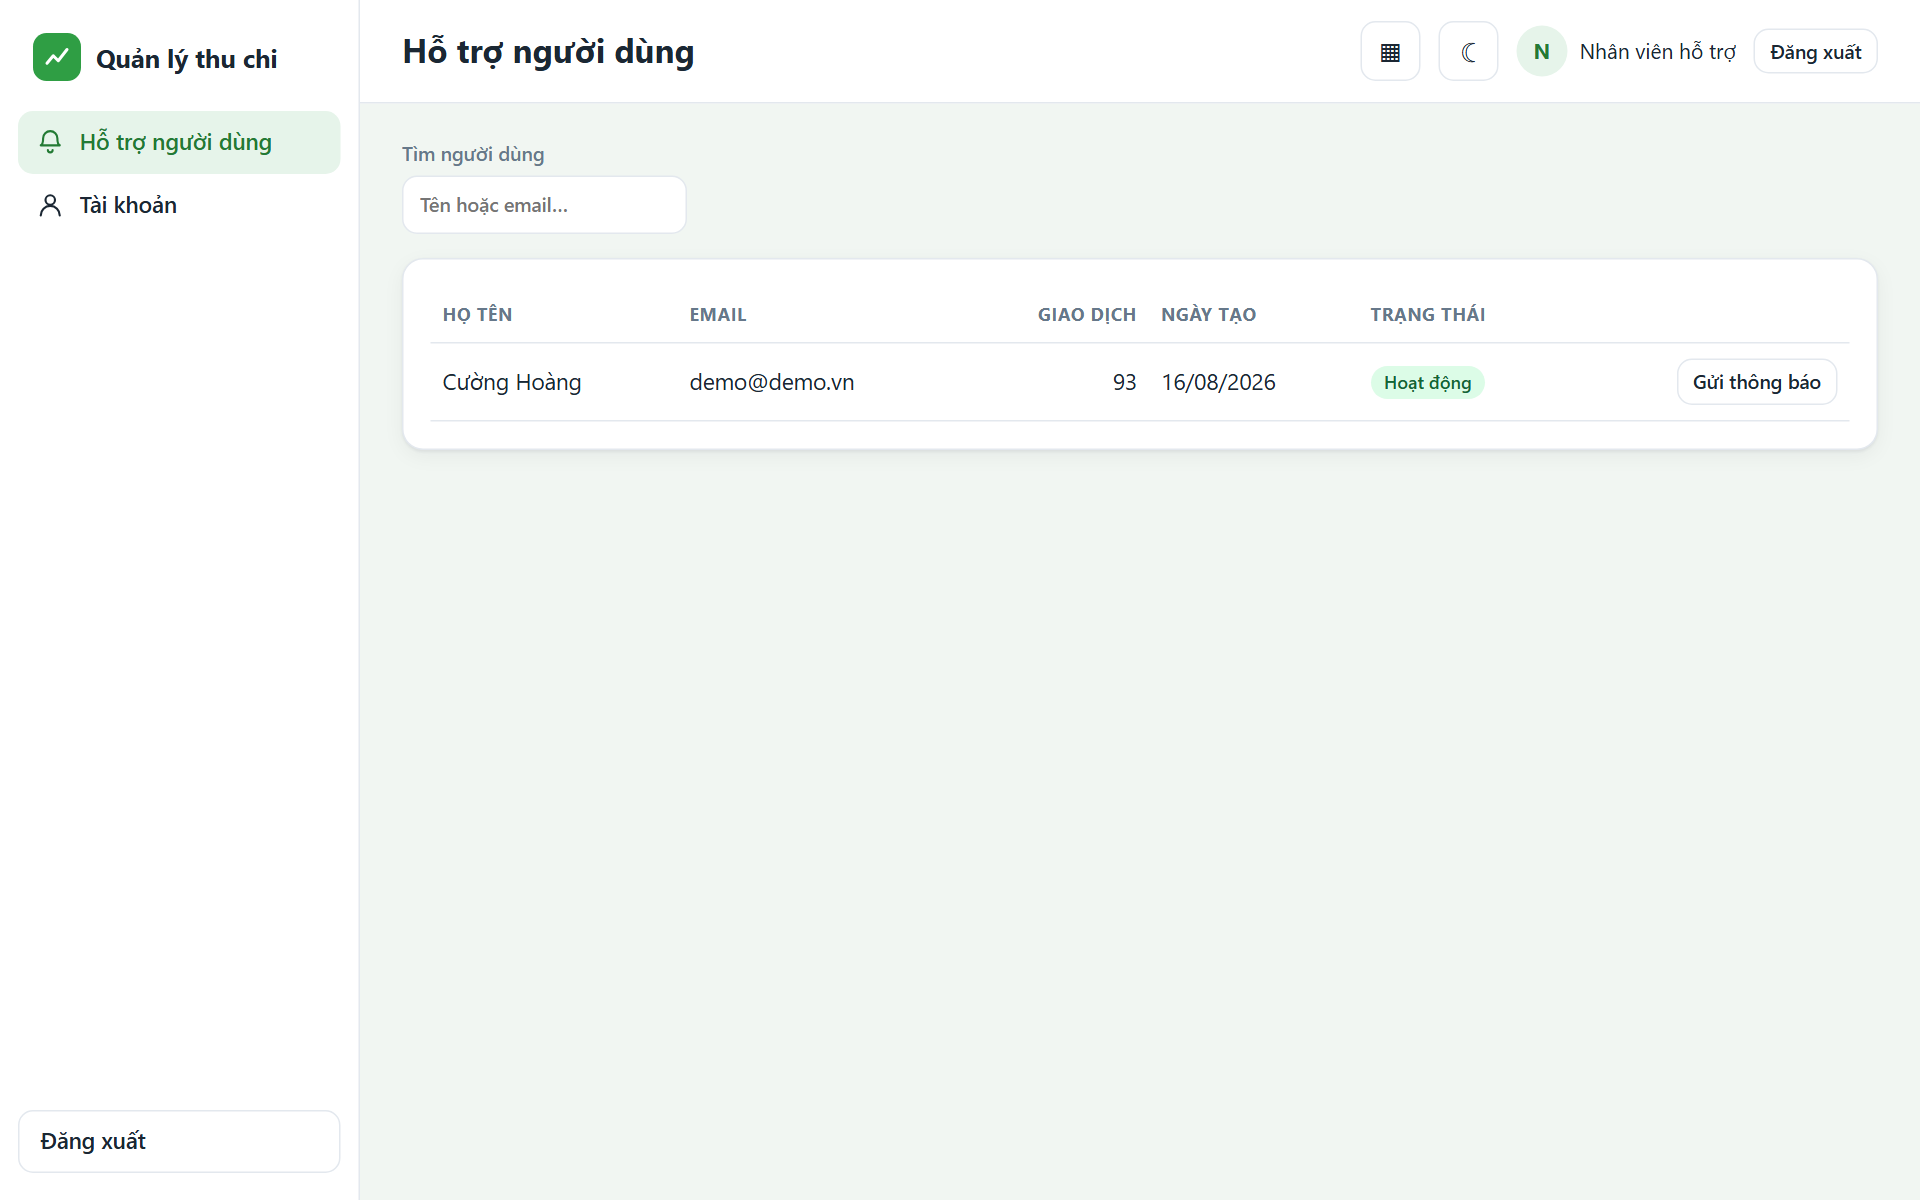 Quản lý thu chi
Hỗ trợ người dùng
Tài khoản
Đăng xuất
Hỗ trợ người dùng
N
Nhân viên hỗ trợ
Đăng xuất
Tìm người dùng
Tên hoặc email...
HỌ TÊN EMAIL GIAO DỊCH NGÀY TẠO TRẠNG THÁI
Cường Hoàng demo@demo.vn 93 16/08/2026 Hoạt động Gửi thông báo